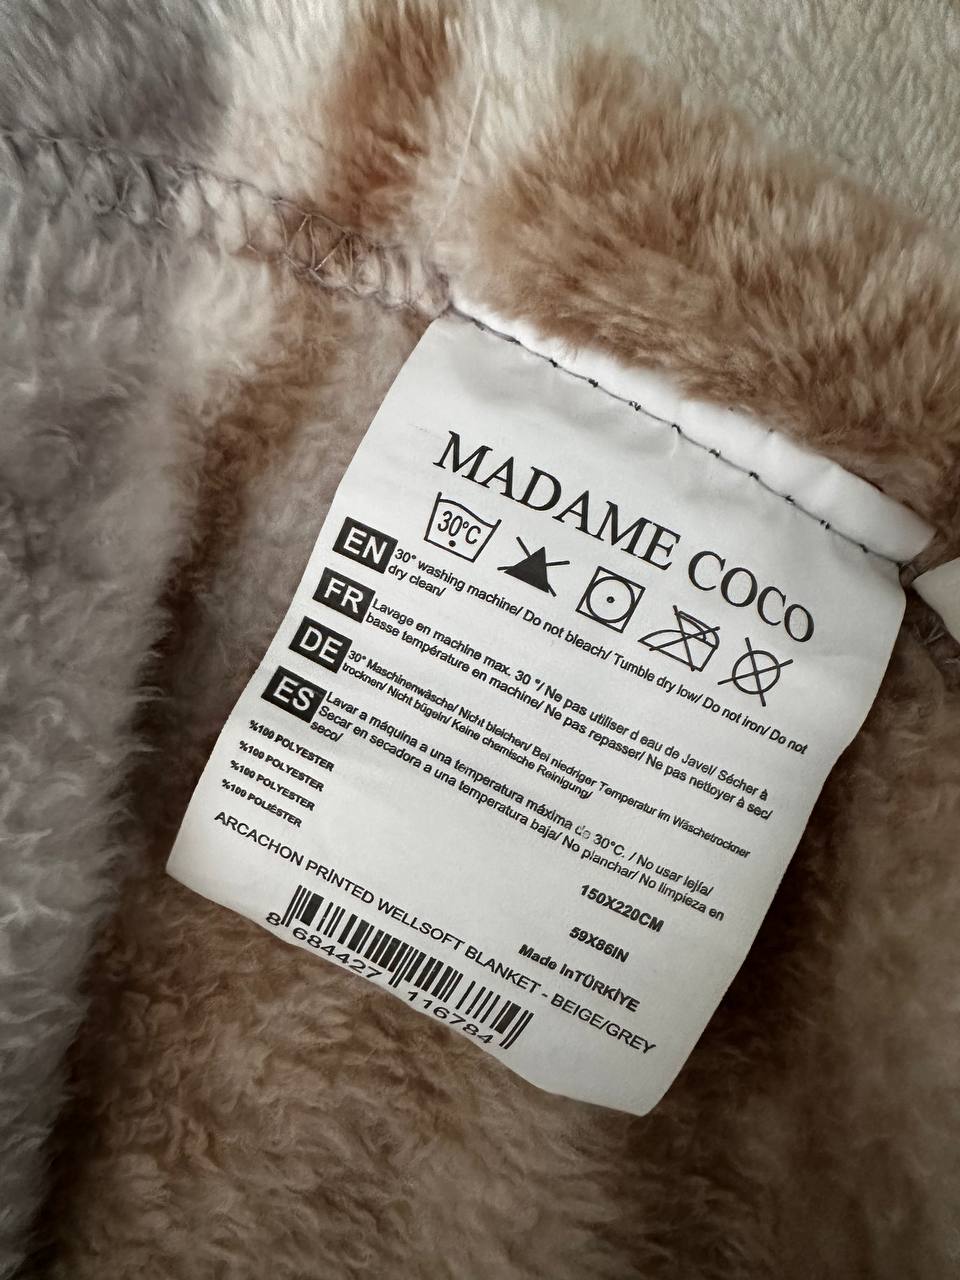 MADAME COCO
30°C
EN 30° washing machine/ Do not bleach/ Tumble dry low/ Do not iron/ Do not
dry clean/
FR Lavage en machine max. 30 °/ Ne pas utiliser d eau de Javel/ Sécher à
basse température en machine/ Ne pas repasser/ Ne pas nettoyer à sec/
DE 30° Maschinenwäsche/ Nicht bleichen/ Bei niedriger Temperatur im Wäschetrockner
trocknen/ Nicht bügeln/ Keine chemische Reinigung/
ES Lavar a máquina a una temperatura máxima de 30°C. / No usar lejía/
Secar en secadora a una temperatura baja/ No planchar/ No limpieza en
seco/
%100 POLYESTER
%100 POLYESTER
%100 POLYESTER
%100 POLIÉSTER
150X220CM
59X86IN
Made InTÜRKİYE
ARCACHON PRİNTED WELLSOFT BLANKET - BEIGE/GREY
8 684427 116784